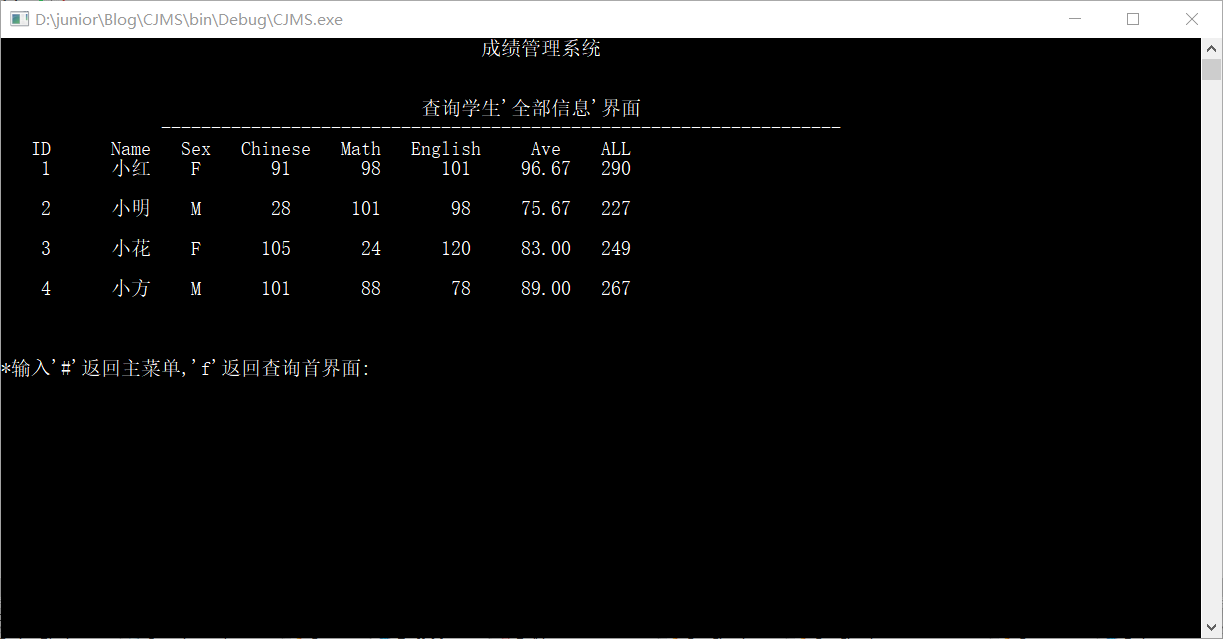 D:\junior\Blog\CJMS\bin\Debug\CJMS.exe
成绩管理系统
查询学生'全部信息'界面
--------------------------------------------------------------------
ID Name Sex Chinese Math English Ave ALL
1 小红 F 91 98 101 96.67 290
2 小明 M 28 101 98 75.67 227
3 小花 F 105 24 120 83.00 249
4 小方 M 101 88 78 89.00 267
*输入'#'返回主菜单,'f'返回查询首界面: